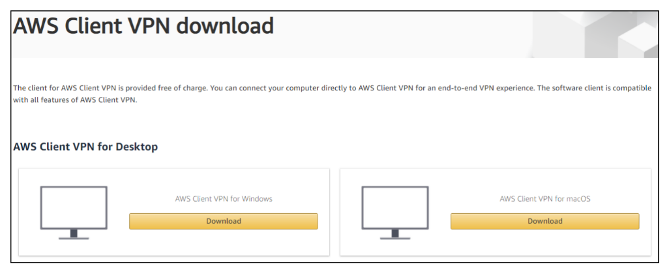 AWS Client VPN download
The client for AWS Client VPN is provided free of charge. You can connect your computer directly to AWS Client VPN for an end-to-end VPN experience. The software client is compatible
with all features of AWS Client VPN.
AWS Client VPN for Desktop
AWS Client VPN for Windows
Download
AWS Client VPN for macOS
Download